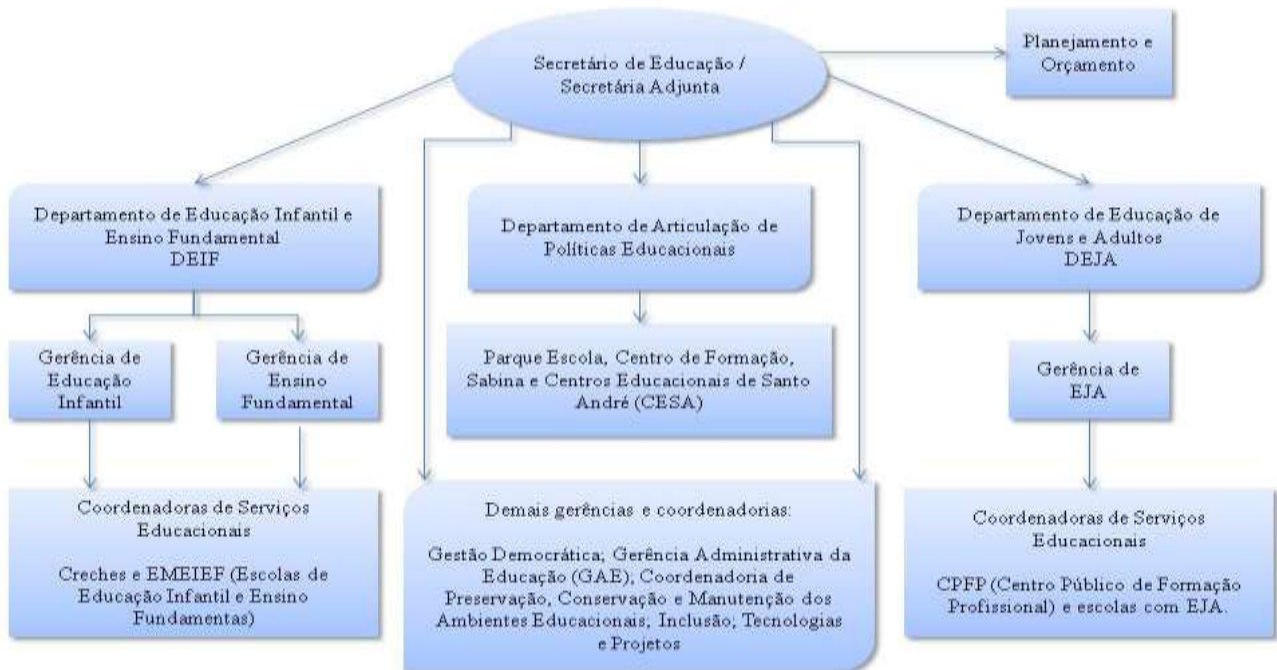 Secretário de Educação /
Secretária Adjunta
Planejamento e
Orçamento
Departamento de Educação Infantil e
Ensino Fundamental
DEIF
Departamento de Articulação de
Políticas Educacionais
Departamento de Educação de
Jovens e Adultos
DEJA
Gerência de
Educação
Infantil
Gerência de
Ensino
Fundamental
Parque Escola, Centro de Formação,
Sabina e Centros Educacionais de Santo
André (CESA)
Gerência de
EJA
Coordenadoras de Serviços
Educacionais
Creches e EMEIEF (Escolas de
Educação Infantil e Ensino
Fundamentas)
Demais gerências e coordenadorias:
Gestão Democrática; Gerência Administrativa da
Educação (GAE); Coordenadoria de
Preservação, Conservação e Manutenção dos
Ambientes Educacionais; Inclusão; Tecnologias
e Projetos
Coordenadoras de Serviços
Educacionais
CPFP (Centro Público de Formação
Profissional) e escolas com EJA.